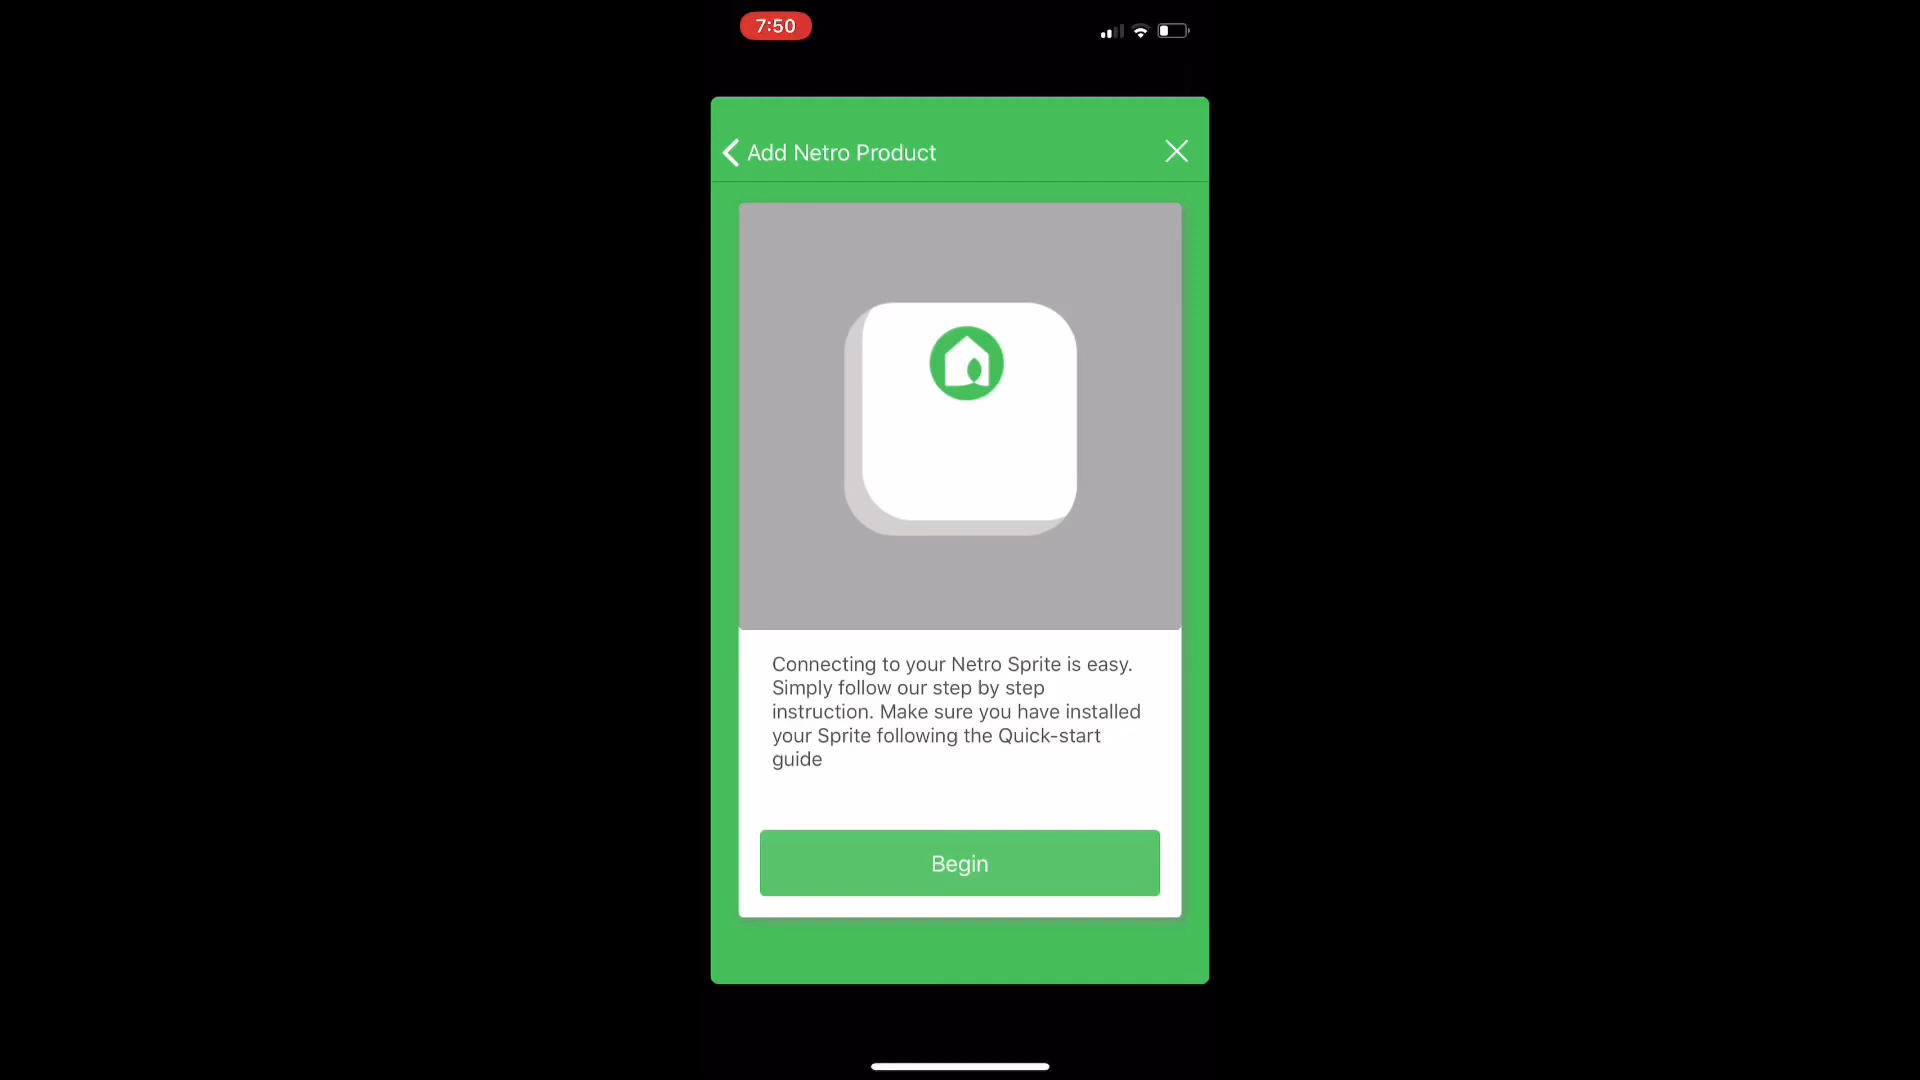 7:50
Add Netro Product
Connecting to your Netro Sprite is easy.
Simply follow our step by step
instruction. Make sure you have installed
your Sprite following the Quick-start
guide
Begin